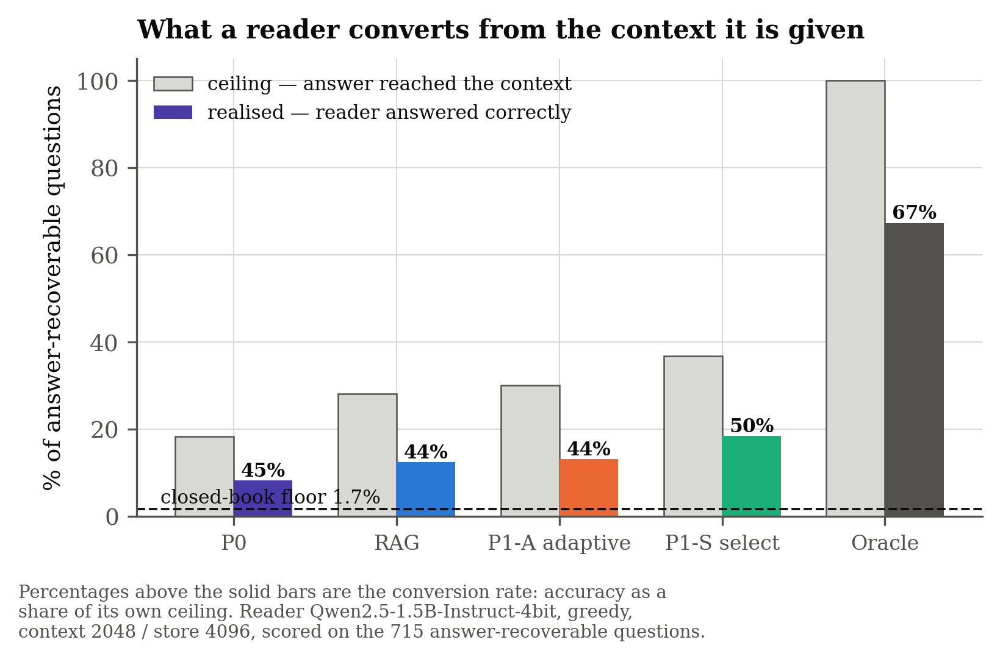 What a reader converts from the context it is given
ceiling — answer reached the context
realised — reader answered correctly
% of answer-recoverable questions
100
80
60
40
20
0
45%
44%
44%
50%
67%
closed-book floor 1.7%
P0
RAG
P1-A adaptive
P1-S select
Oracle
Percentages above the solid bars are the conversion rate: accuracy as a
share of its own ceiling. Reader Qwen2.5-1.5B-Instruct-4bit, greedy,
context 2048 / store 4096, scored on the 715 answer-recoverable questions.